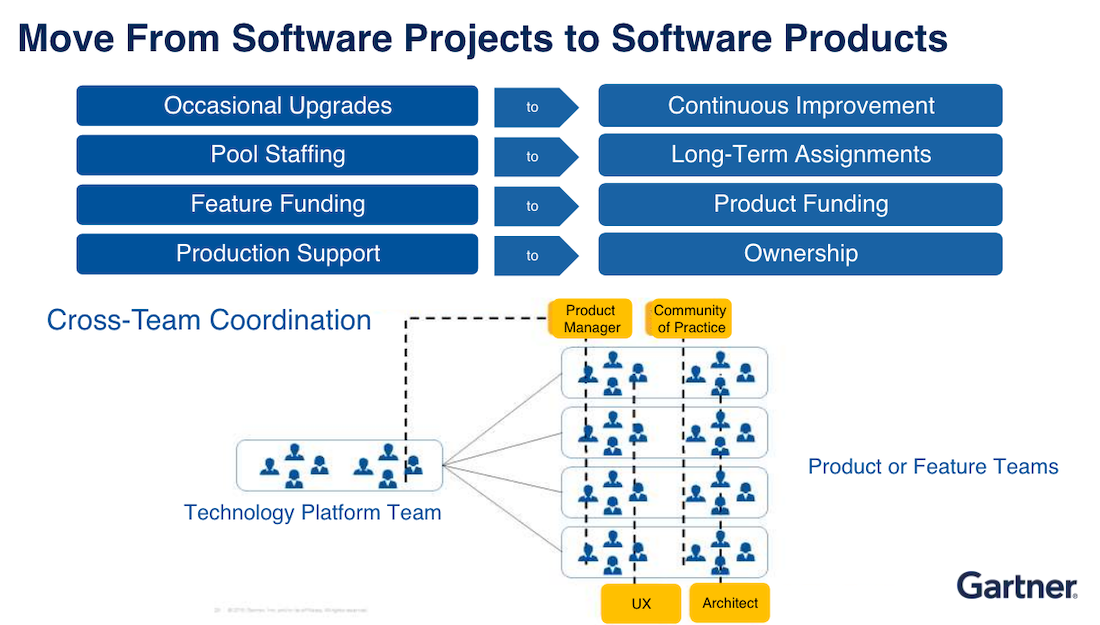 Move From Software Projects to Software Products
Occasional Upgrades
to
Continuous Improvement
Pool Staffing
to
Long-Term Assignments
Feature Funding
to
Product Funding
Production Support
to
Ownership
Cross-Team Coordination
Product
Manager
Community
of Practice
Product or Feature Teams
Technology Platform Team
UX
Architect
Gartner®